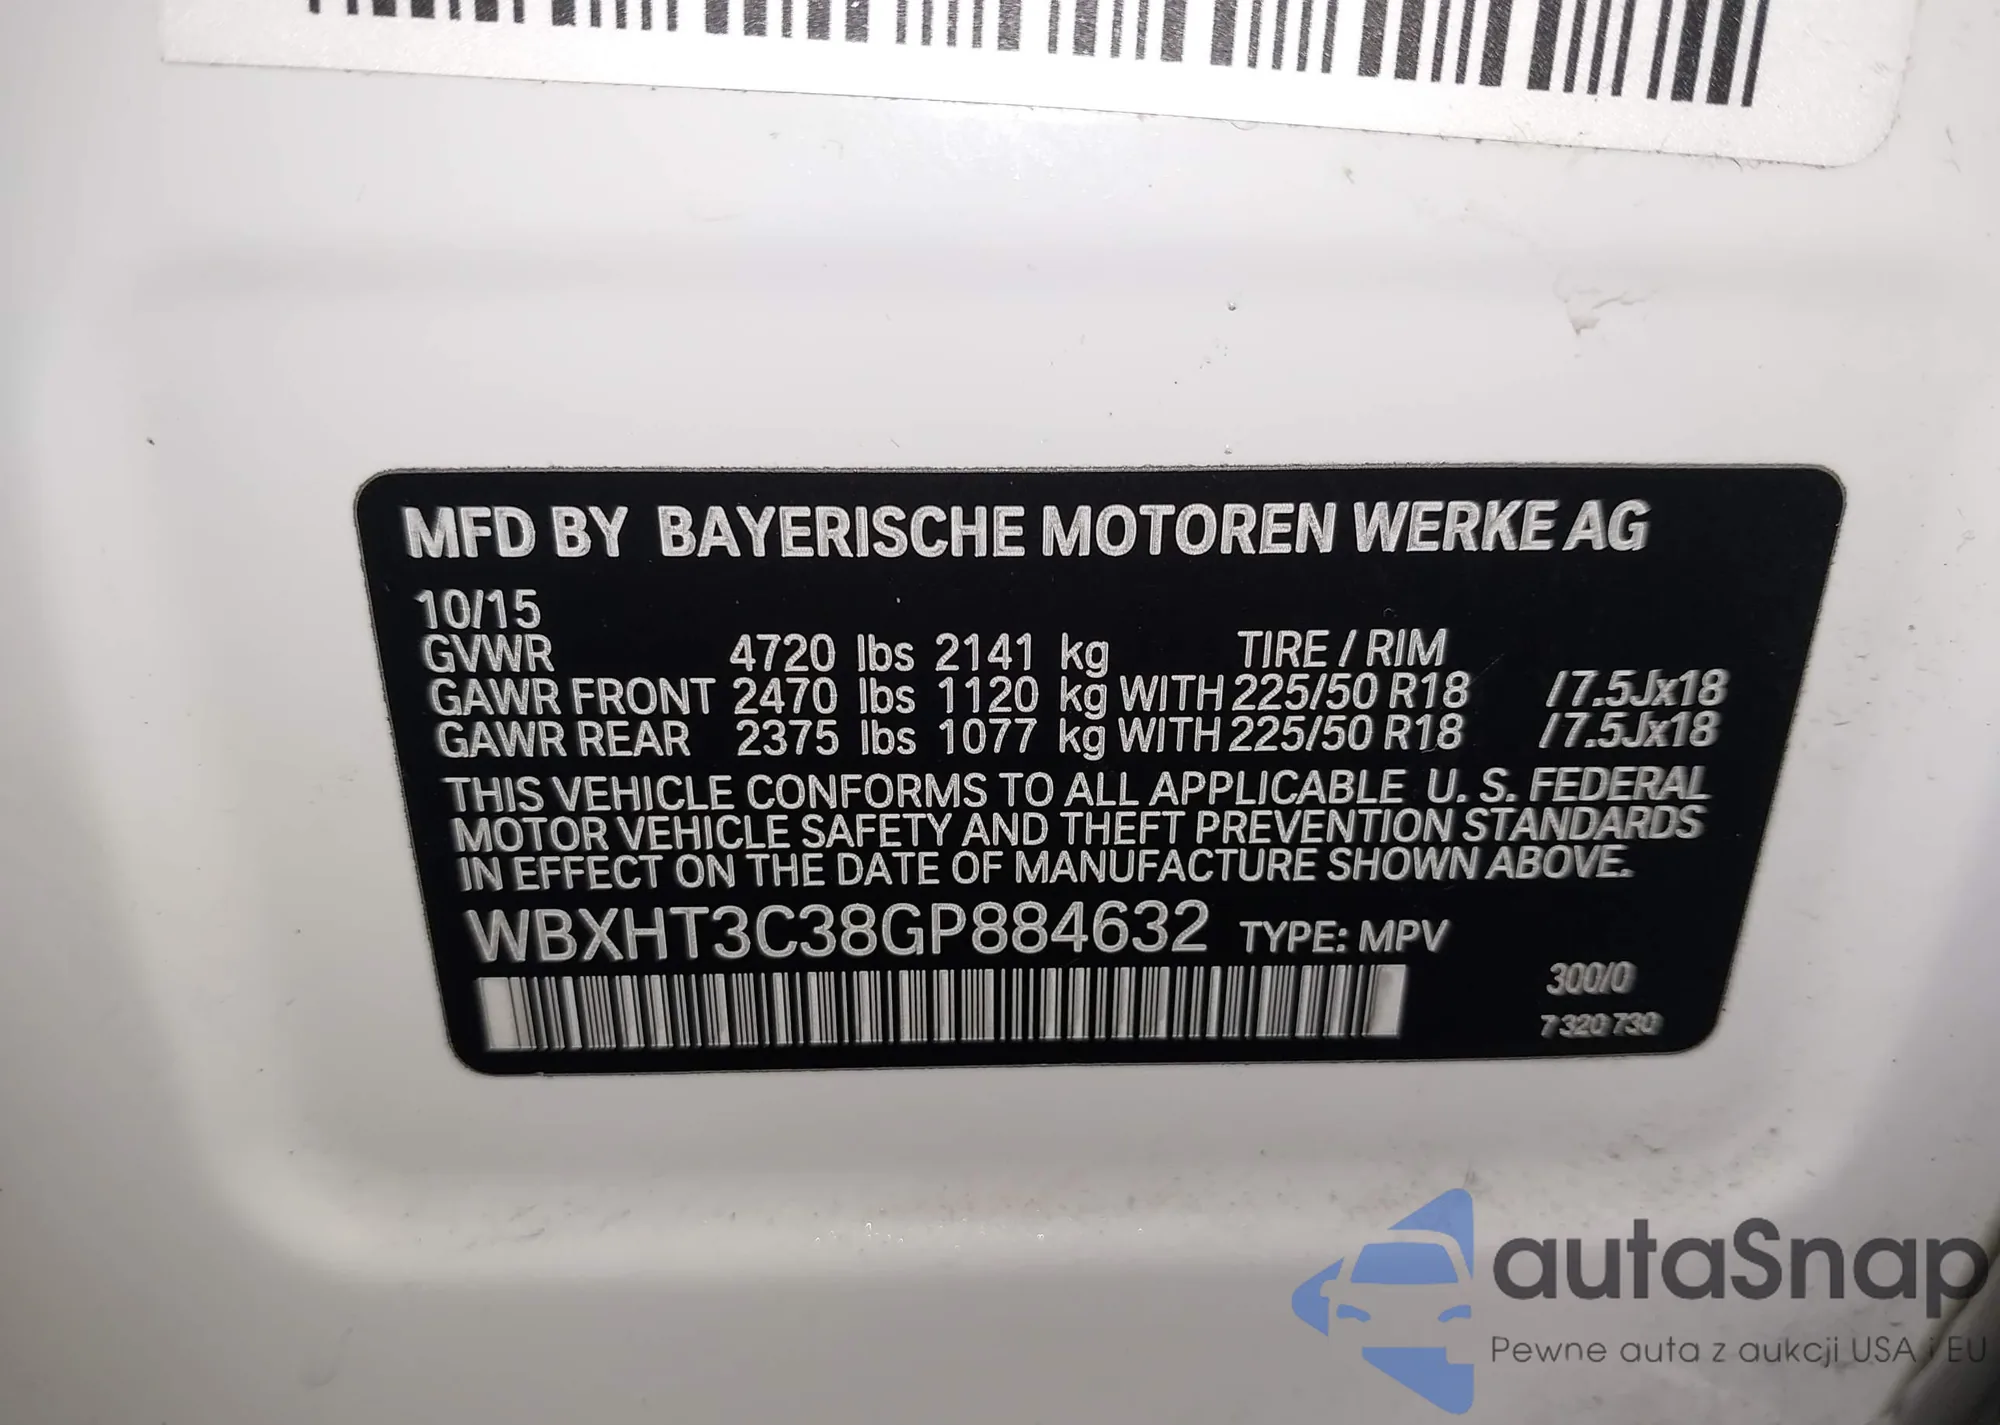 MFD BY BAYERISCHE MOTOREN WERKE AG
10/15
GVWR 4720 lbs 2141 kg TIRE / RIM
GAWR FRONT 2470 lbs 1120 kg WITH 225/50 R18 /7.5Jx18
GAWR REAR 2375 lbs 1077 kg WITH 225/50 R18 /7.5Jx18
THIS VEHICLE CONFORMS TO ALL APPLICABLE U. S. FEDERAL
MOTOR VEHICLE SAFETY AND THEFT PREVENTION STANDARDS
IN EFFECT ON THE DATE OF MANUFACTURE SHOWN ABOVE.
WBXHT3C38GP884632 TYPE: MPV
300/0
7 320 730
autaSnap
Pewne auta z aukcji USA i EU